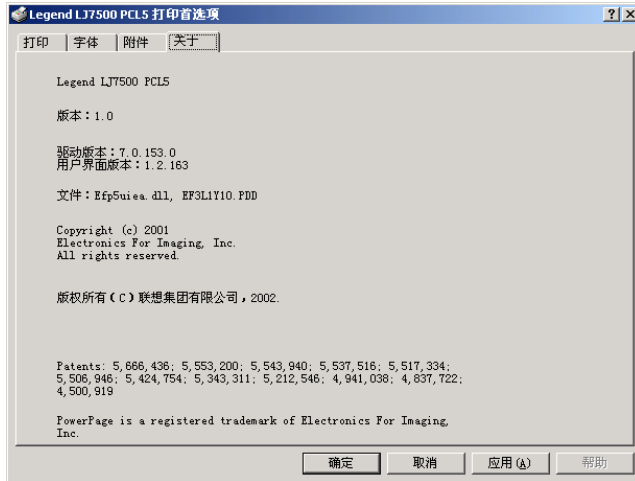 Legend LJ7500 PCL5 打印首选项
打印 字体 附件 关于
Legend LJ7500 PCL5
版本：1.0
驱动版本：7.0.153.0
用户界面版本：1.2.163
文件：Efp5uiea.dll, EF3L1Y10.PDD
Copyright (c) 2001
Electronics For Imaging, Inc.
All rights reserved.
版权所有（C）联想集团有限公司，2002.
Patents: 5,666,436; 5,553,200; 5,543,940; 5,537,516; 5,517,334;
5,506,946; 5,424,754; 5,343,311; 5,212,546; 4,941,038; 4,837,722;
4,500,919
PowerPage is a registered trademark of Electronics For Imaging,
Inc.
确定 取消 应用(A) 帮助